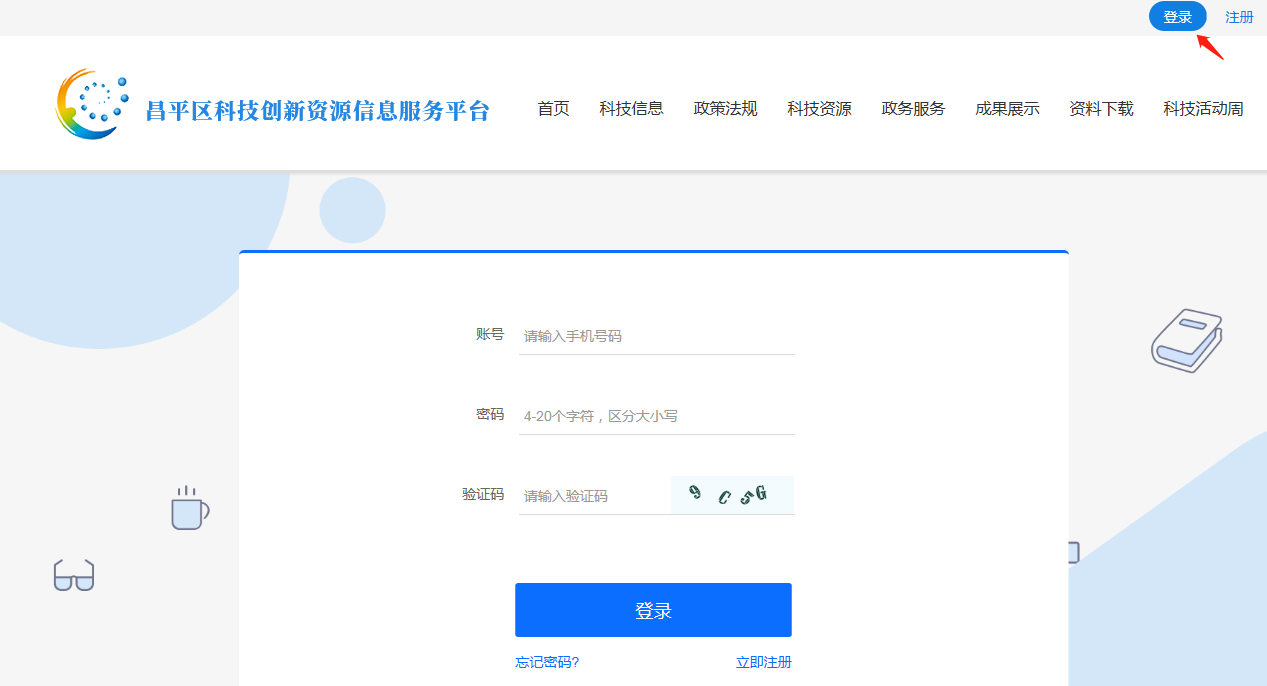 登录 注册
昌平区科技创新资源信息服务平台 首页 科技信息 政策法规 科技资源 政务服务 成果展示 资料下载 科技活动周
账号 请输入手机号码
密码 4-20个字符，区分大小写
验证码 请输入验证码 9 C 5 G
登录
忘记密码? 立即注册